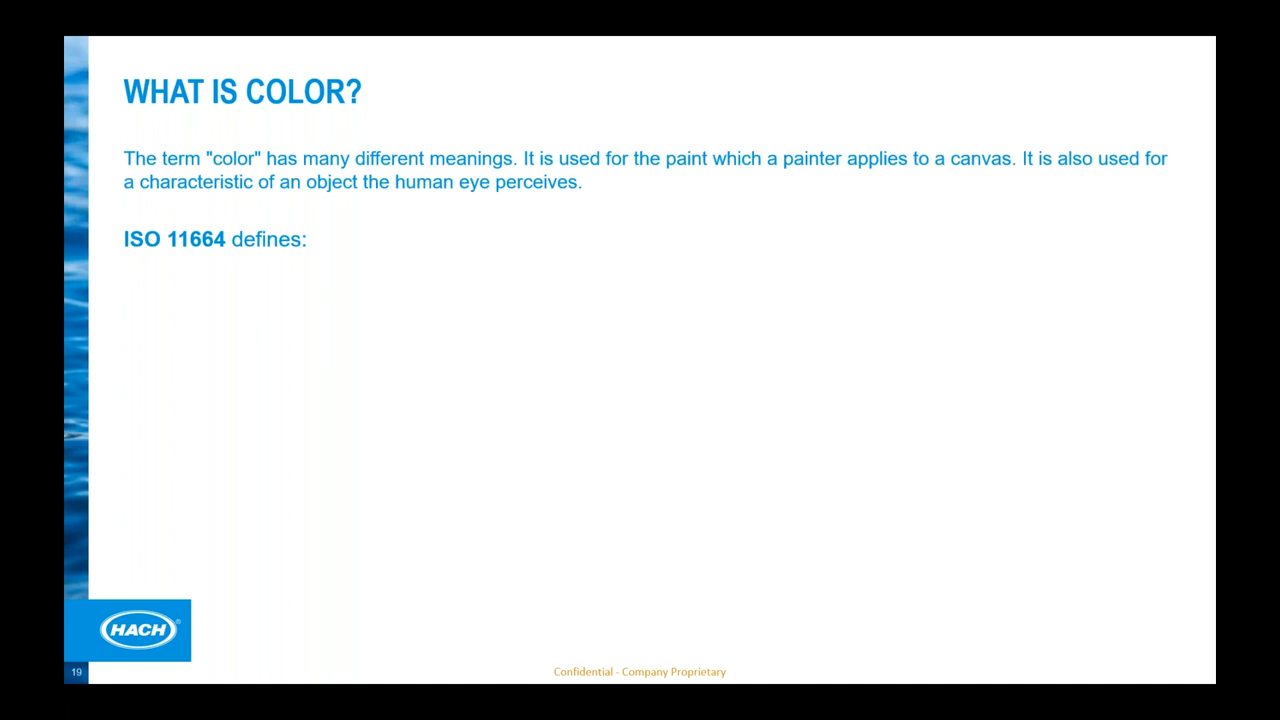 WHAT IS COLOR?
The term "color" has many different meanings. It is used for the paint which a painter applies to a canvas. It is also used for
a characteristic of an object the human eye perceives.
ISO 11664 defines:
HACH®
19
Confidential - Company Proprietary